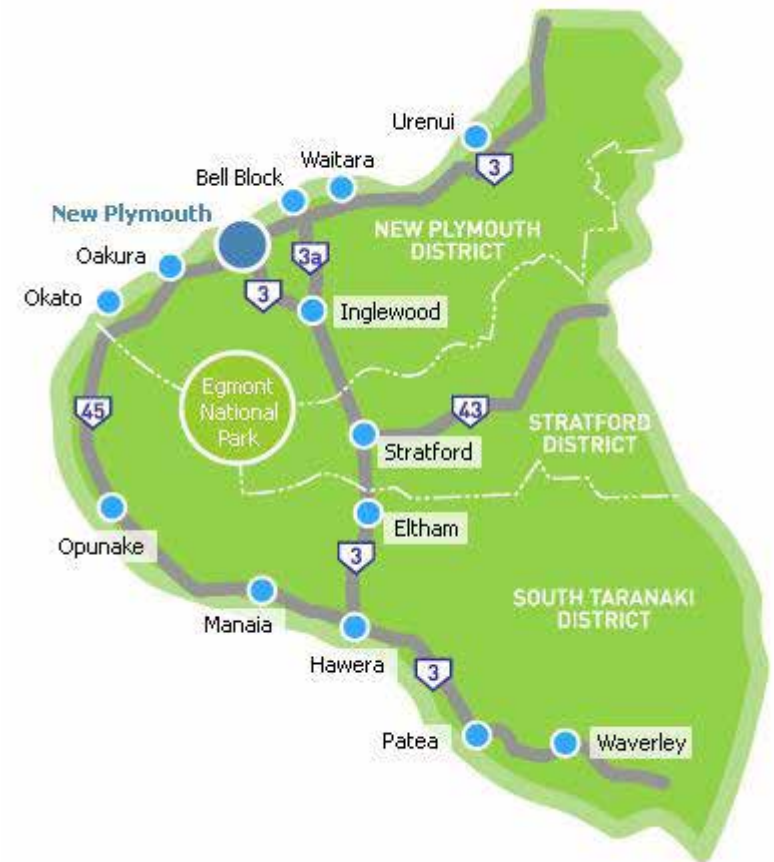 Urenui
Waitara
3
Bell Block
New Plymouth
NEW PLYMOUTH
DISTRICT
Oakura
3a
3
Okato
Inglewood
Egmont
National
Park
45
43
STRATFORD
DISTRICT
Stratford
Opunake
Eltham
3
SOUTH TARANAKI
DISTRICT
Manaia
Hawera
3
Patea
Waverley